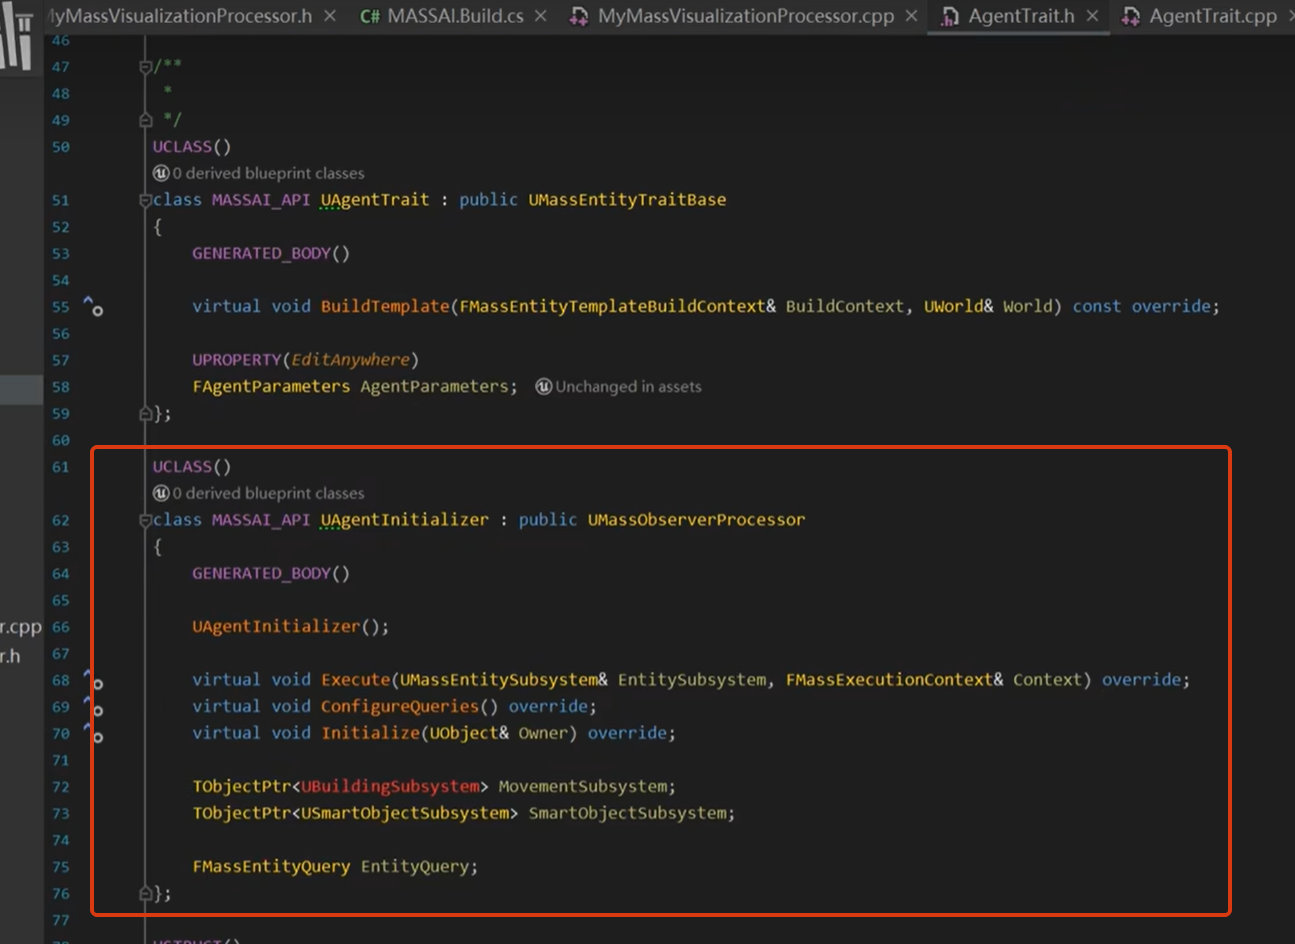 MyMassVisualizationProcessor.h
C# MASSAI.Build.cs
MyMassVisualizationProcessor.cpp
AgentTrait.h
AgentTrait.cpp
46
47 /**
48 *
49 */
50 UCLASS()
0 derived blueprint classes
51 class MASSAI_API UAgentTrait : public UMassEntityTraitBase
52 {
53 GENERATED_BODY()
54
55 virtual void BuildTemplate(FMassEntityTemplateBuildContext& BuildContext, UWorld& World) const override;
56
57 UPROPERTY(EditAnywhere)
58 FAgentParameters AgentParameters; Unchanged in assets
59 };
60
61 UCLASS()
0 derived blueprint classes
62 class MASSAI_API UAgentInitializer : public UMassObserverProcessor
63 {
64 GENERATED_BODY()
65
r.cpp 66 UAgentInitializer();
67
r.h
68 virtual void Execute(UMassEntitySubsystem& EntitySubsystem, FMassExecutionContext& Context) override;
69 virtual void ConfigureQueries() override;
70 virtual void Initialize(UObject& Owner) override;
71
72 TObjectPtr<UBuildingSubsystem> MovementSubsystem;
73 TObjectPtr<USmartObjectSubsystem> SmartObjectSubsystem;
74
75 FMassEntityQuery EntityQuery;
76 };
77
78 USTRUCT()